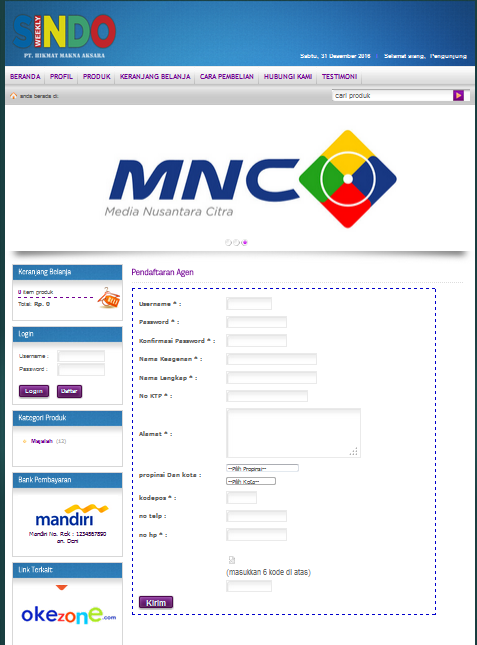 SINDO
WEEKLY
PT. HIKMAT MAKNA AKSARA
Sabtu, 31 Desember 2016 Selamat siang, Pengunjung
BERANDA PROFIL PRODUK KERANJANG BELANJA CARA PEMBELIAN HUBUNGI KAMI TESTIMONI
anda berada di:
cari produk
MNC
Media Nusantara Citra
Keranjang Belanja
0 item produk
Total: Rp. 0
Login
Username :
Password :
Login Daftar
Kategori Produk
Majalah (12)
Bank Pembayaran
mandiri
Mandiri No. Rek : 1234567890
an. Doni
Link Terkait:
okezone.com
Pendaftaran Agen
Username * :
Password * :
Konfirmasi Password * :
Nama Keagenan * :
Nama Lengkap * :
No KTP * :
Alamat * :
propinsi Dan kota :
--Pilih Propinsi--
--Pilih Kota--
kodepos * :
no telp :
no hp * :
(masukkan 6 kode di atas)
Kirim